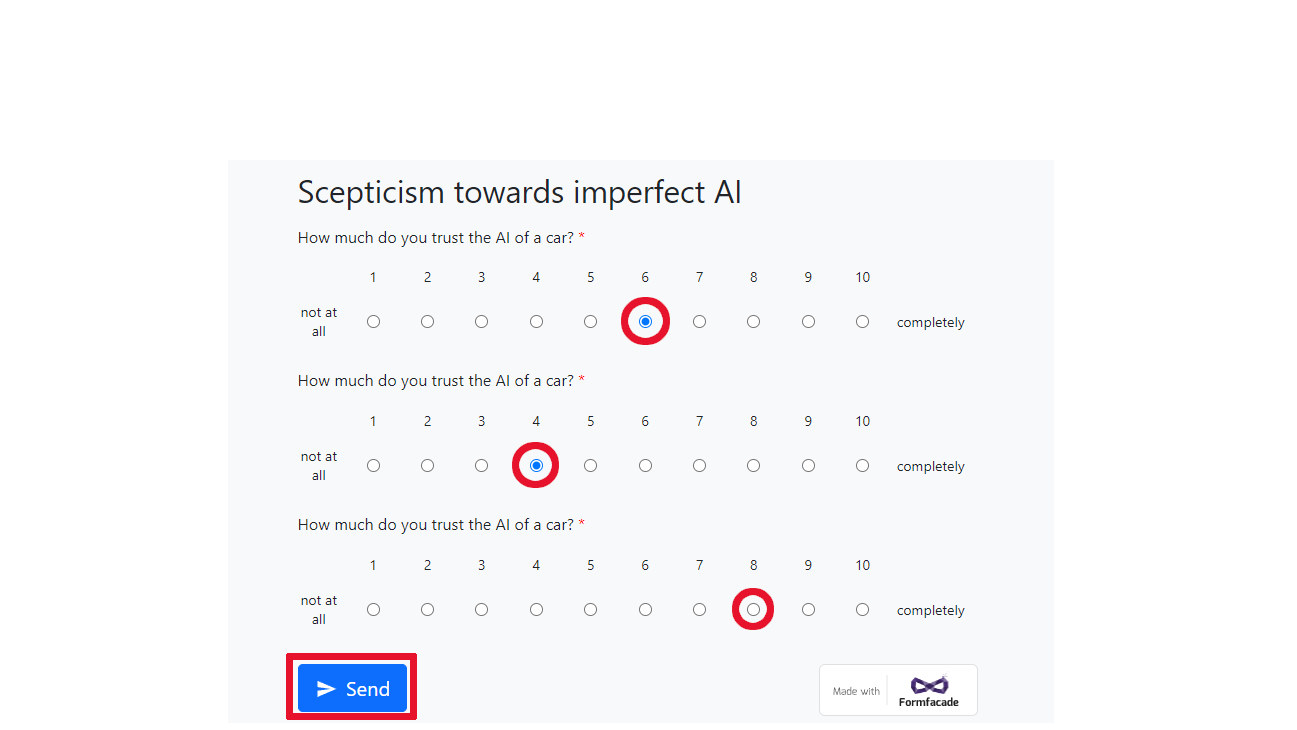 Scepticism towards imperfect AI
How much do you trust the AI of a car? *
1 2 3 4 5 6 7 8 9 10
not at all completely
How much do you trust the AI of a car? *
1 2 3 4 5 6 7 8 9 10
not at all completely
How much do you trust the AI of a car? *
1 2 3 4 5 6 7 8 9 10
not at all completely
Send
Made with Formfacade